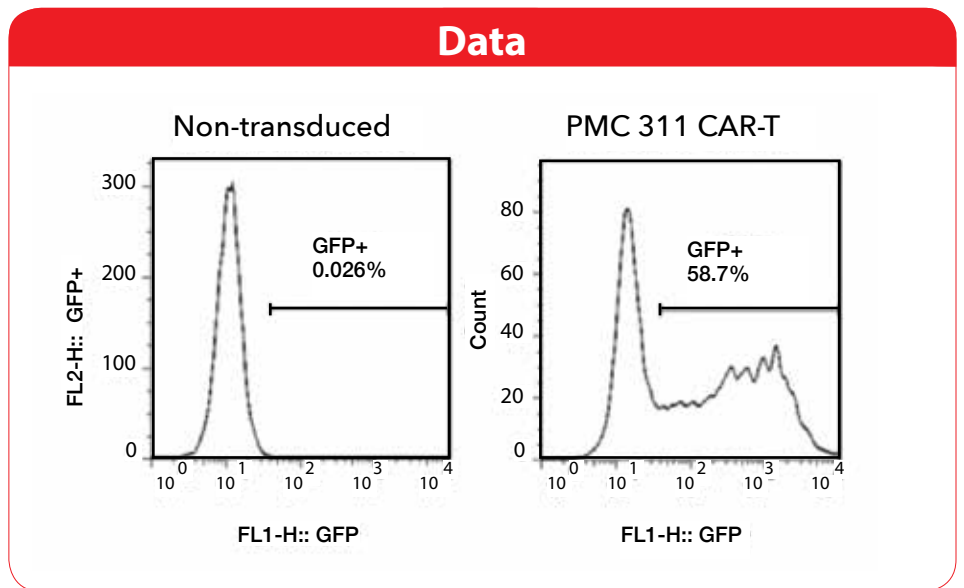 Data
Non-transduced
PMC 311 CAR-T
FL2-H:: GFP+
300
200
100
0
GFP+
0.026%
10 0 10 1 10 2 10 3 10 4
FL1-H:: GFP
Count
80
60
40
20
0
GFP+
58.7%
10 0 10 1 10 2 10 3 10 4
FL1-H:: GFP